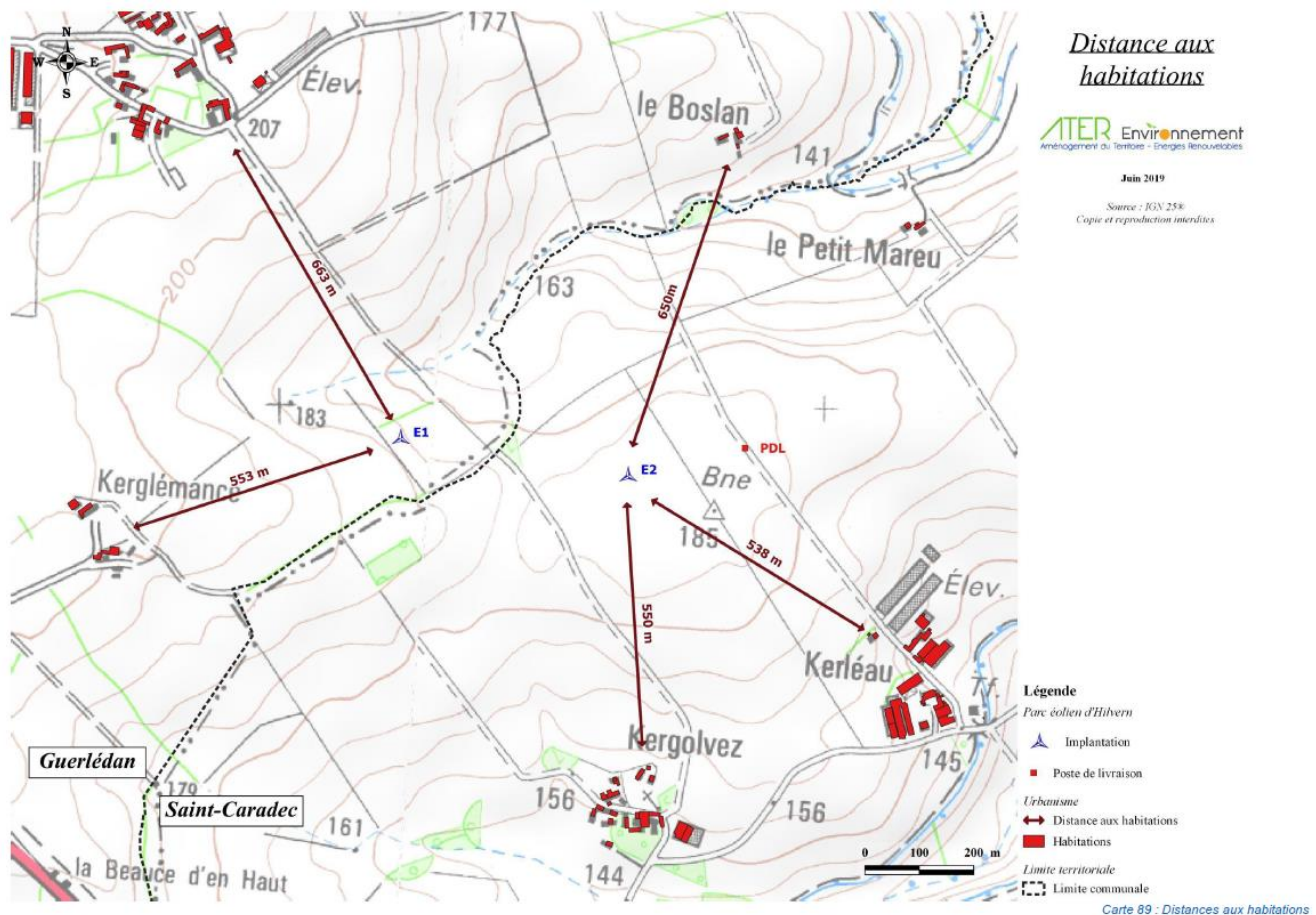 Distance aux
habitations
ATER Environnement
Aménagement du Territoire - Energies Renouvelables
Juin 2019
Source : IGN 25®
Copie et reproduction interdites
N
W E
S
177
Élev.
207
le Boslan
141
le Petit Mareu
663 m
200
163
650m
183
E1
PDL
553 m
Kerglémance
E2
Bne
185
538 m
Élev.
550 m
Kerléau
Tf.
Kergolvez
145
Guerlédan
179
Saint-Caradec
156
156
161
la Beauce d'en Haut
144
0 100 200 m
Légende
Parc éolien d'Hilvern
Implantation
Poste de livraison
Urbanisme
Distance aux habitations
Habitations
Limite territoriale
Limite communale
Carte 89 : Distances aux habitations